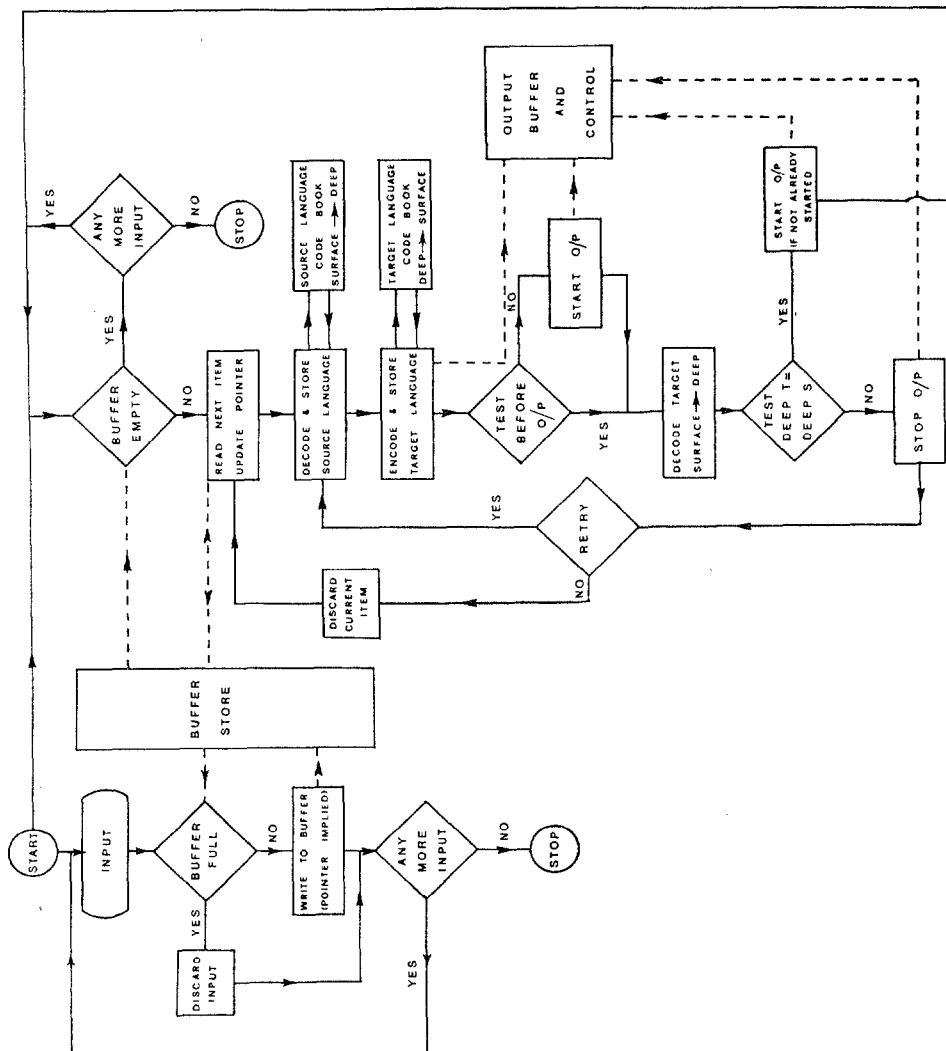 START
INPUT
BUFFER
FULL
YES
NO
DISCARD
INPUT
WRITE TO BUFFER
(POINTER IMPLIED)
ANY
MORE
INPUT
YES
NO
STOP
BUFFER
STORE
BUFFER
EMPTY
YES
NO
ANY
MORE
INPUT
YES
NO
STOP
READ NEXT ITEM
UPDATE POINTER
DECODE & STORE
SOURCE LANGUAGE
SOURCE LANGUAGE
CODE BOOK
SURFACE → DEEP
ENCODE & STORE
TARGET LANGUAGE
TARGET LANGUAGE
CODE BOOK
DEEP → SURFACE
TEST
BEFORE
O/P
NO
YES
START O/P
OUTPUT
BUFFER
AND
CONTROL
DECODE TARGET
SURFACE → DEEP
TEST
DEEP T=
DEEP S
YES
NO
START O/P
IF NOT ALREADY
STARTED
STOP O/P
RETRY
YES
NO
DISCARD
CURRENT
ITEM